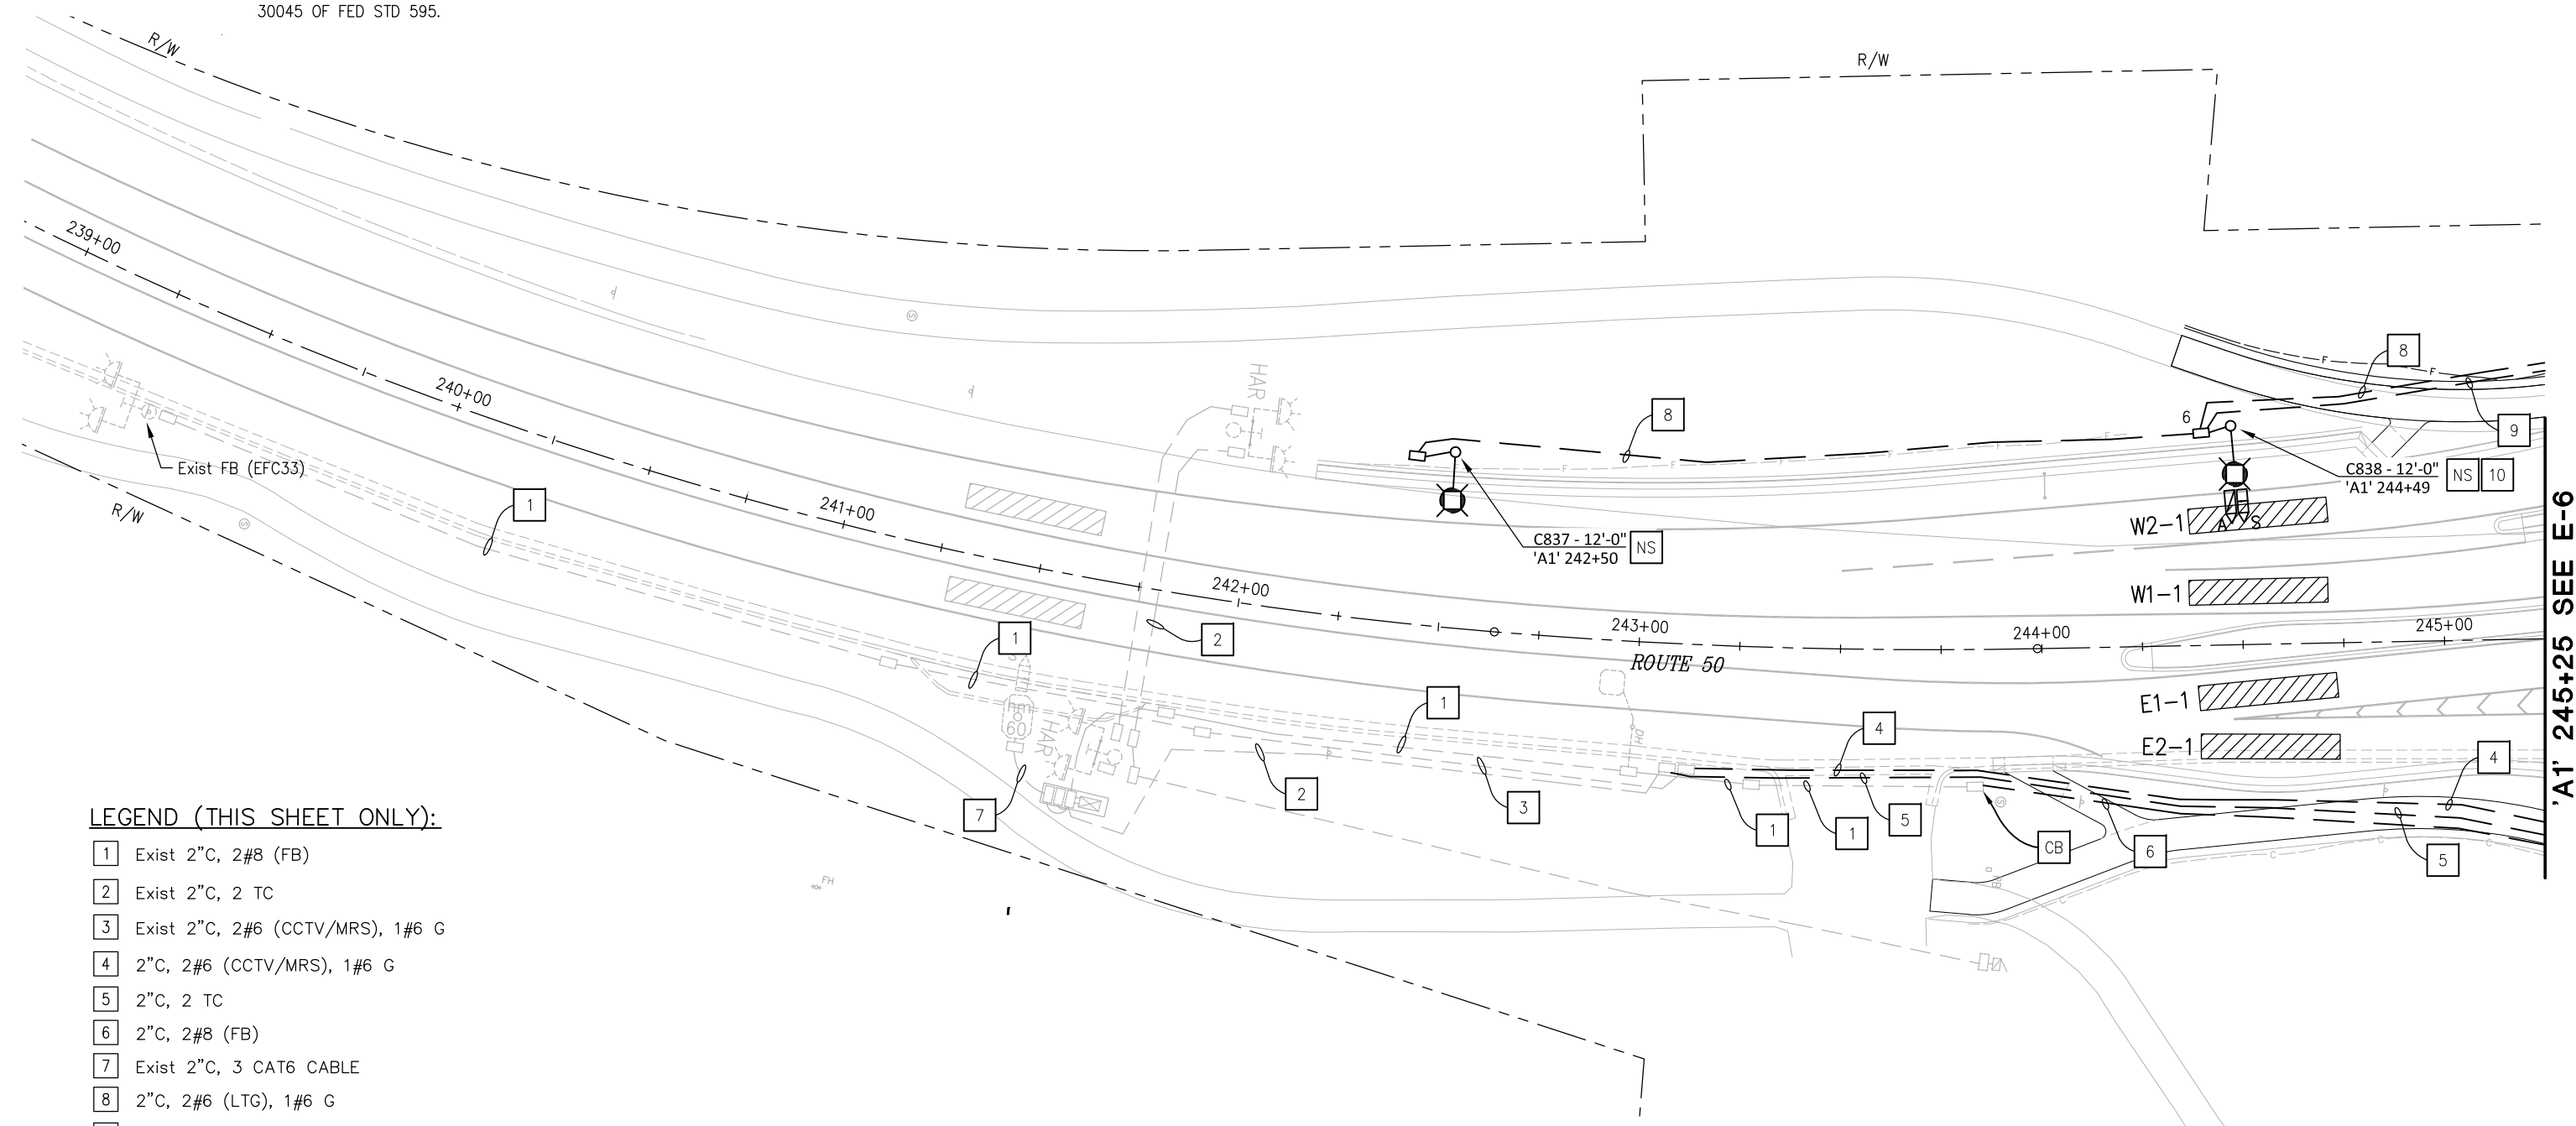 30045 OF FED STD 595.
R/W
R/W
239+00
240+00
241+00
242+00
243+00
244+00
245+00
ROUTE 50
Exist FB (EFC33)
R/W
HAR
HAR
8
8
9
6
C838 - 12'-0"
'A1' 244+49
NS
10
C837 - 12'-0"
'A1' 242+50
NS
W2-1
A S
W1-1
E1-1
E2-1
1
1
2
1
4
4
7
2
3
1
1
5
CB
6
5
F
F
F
F
F
F
F
F
S
S
S
C
C
C
C
DH
FH
60
'A1' 245+25 SEE E-6
LEGEND (THIS SHEET ONLY):
1 Exist 2"C, 2#8 (FB)
2 Exist 2"C, 2 TC
3 Exist 2"C, 2#6 (CCTV/MRS), 1#6 G
4 2"C, 2#6 (CCTV/MRS), 1#6 G
5 2"C, 2 TC
6 2"C, 2#8 (FB)
7 Exist 2"C, 3 CAT6 CABLE
8 2"C, 2#6 (LTG), 1#6 G